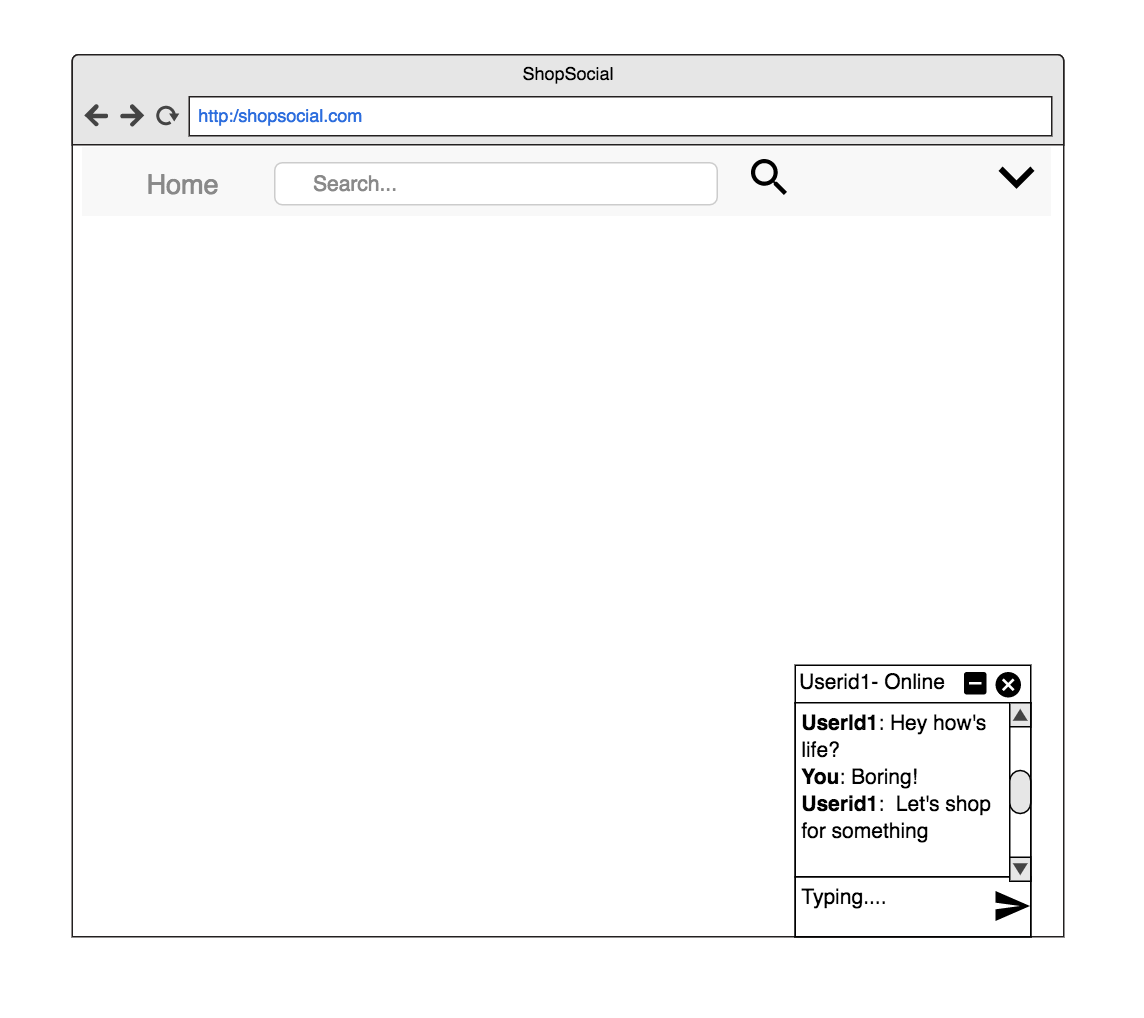 ShopSocial
http:/shopsocial.com
Home
Search...
Userid1- Online
UserId1: Hey how's
life?
You: Boring!
Userid1:  Let's shop
for something
Typing....